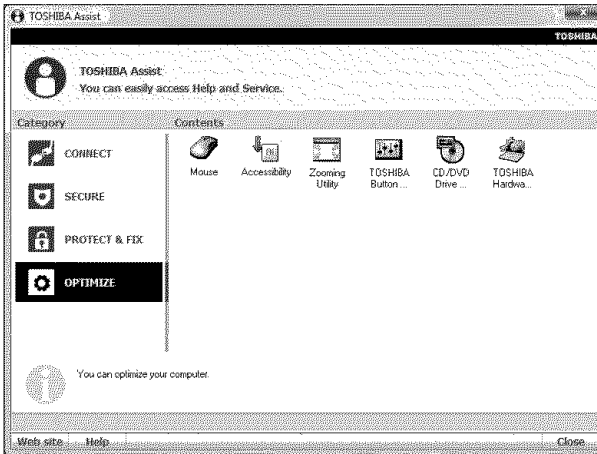 TOSHIBA Assist
TOSHIBA
TOSHIBA Assist
You can easily access Help and Service.
Category
Contents
CONNECT
SECURE
PROTECT & FIX
OPTIMIZE
Mouse
Accessibility
Zooming
Utility
TOSHIBA
Button ...
CD/DVD
Drive ...
TOSHIBA
Hardwa...
You can optimize your computer.
Web site
Help
Close